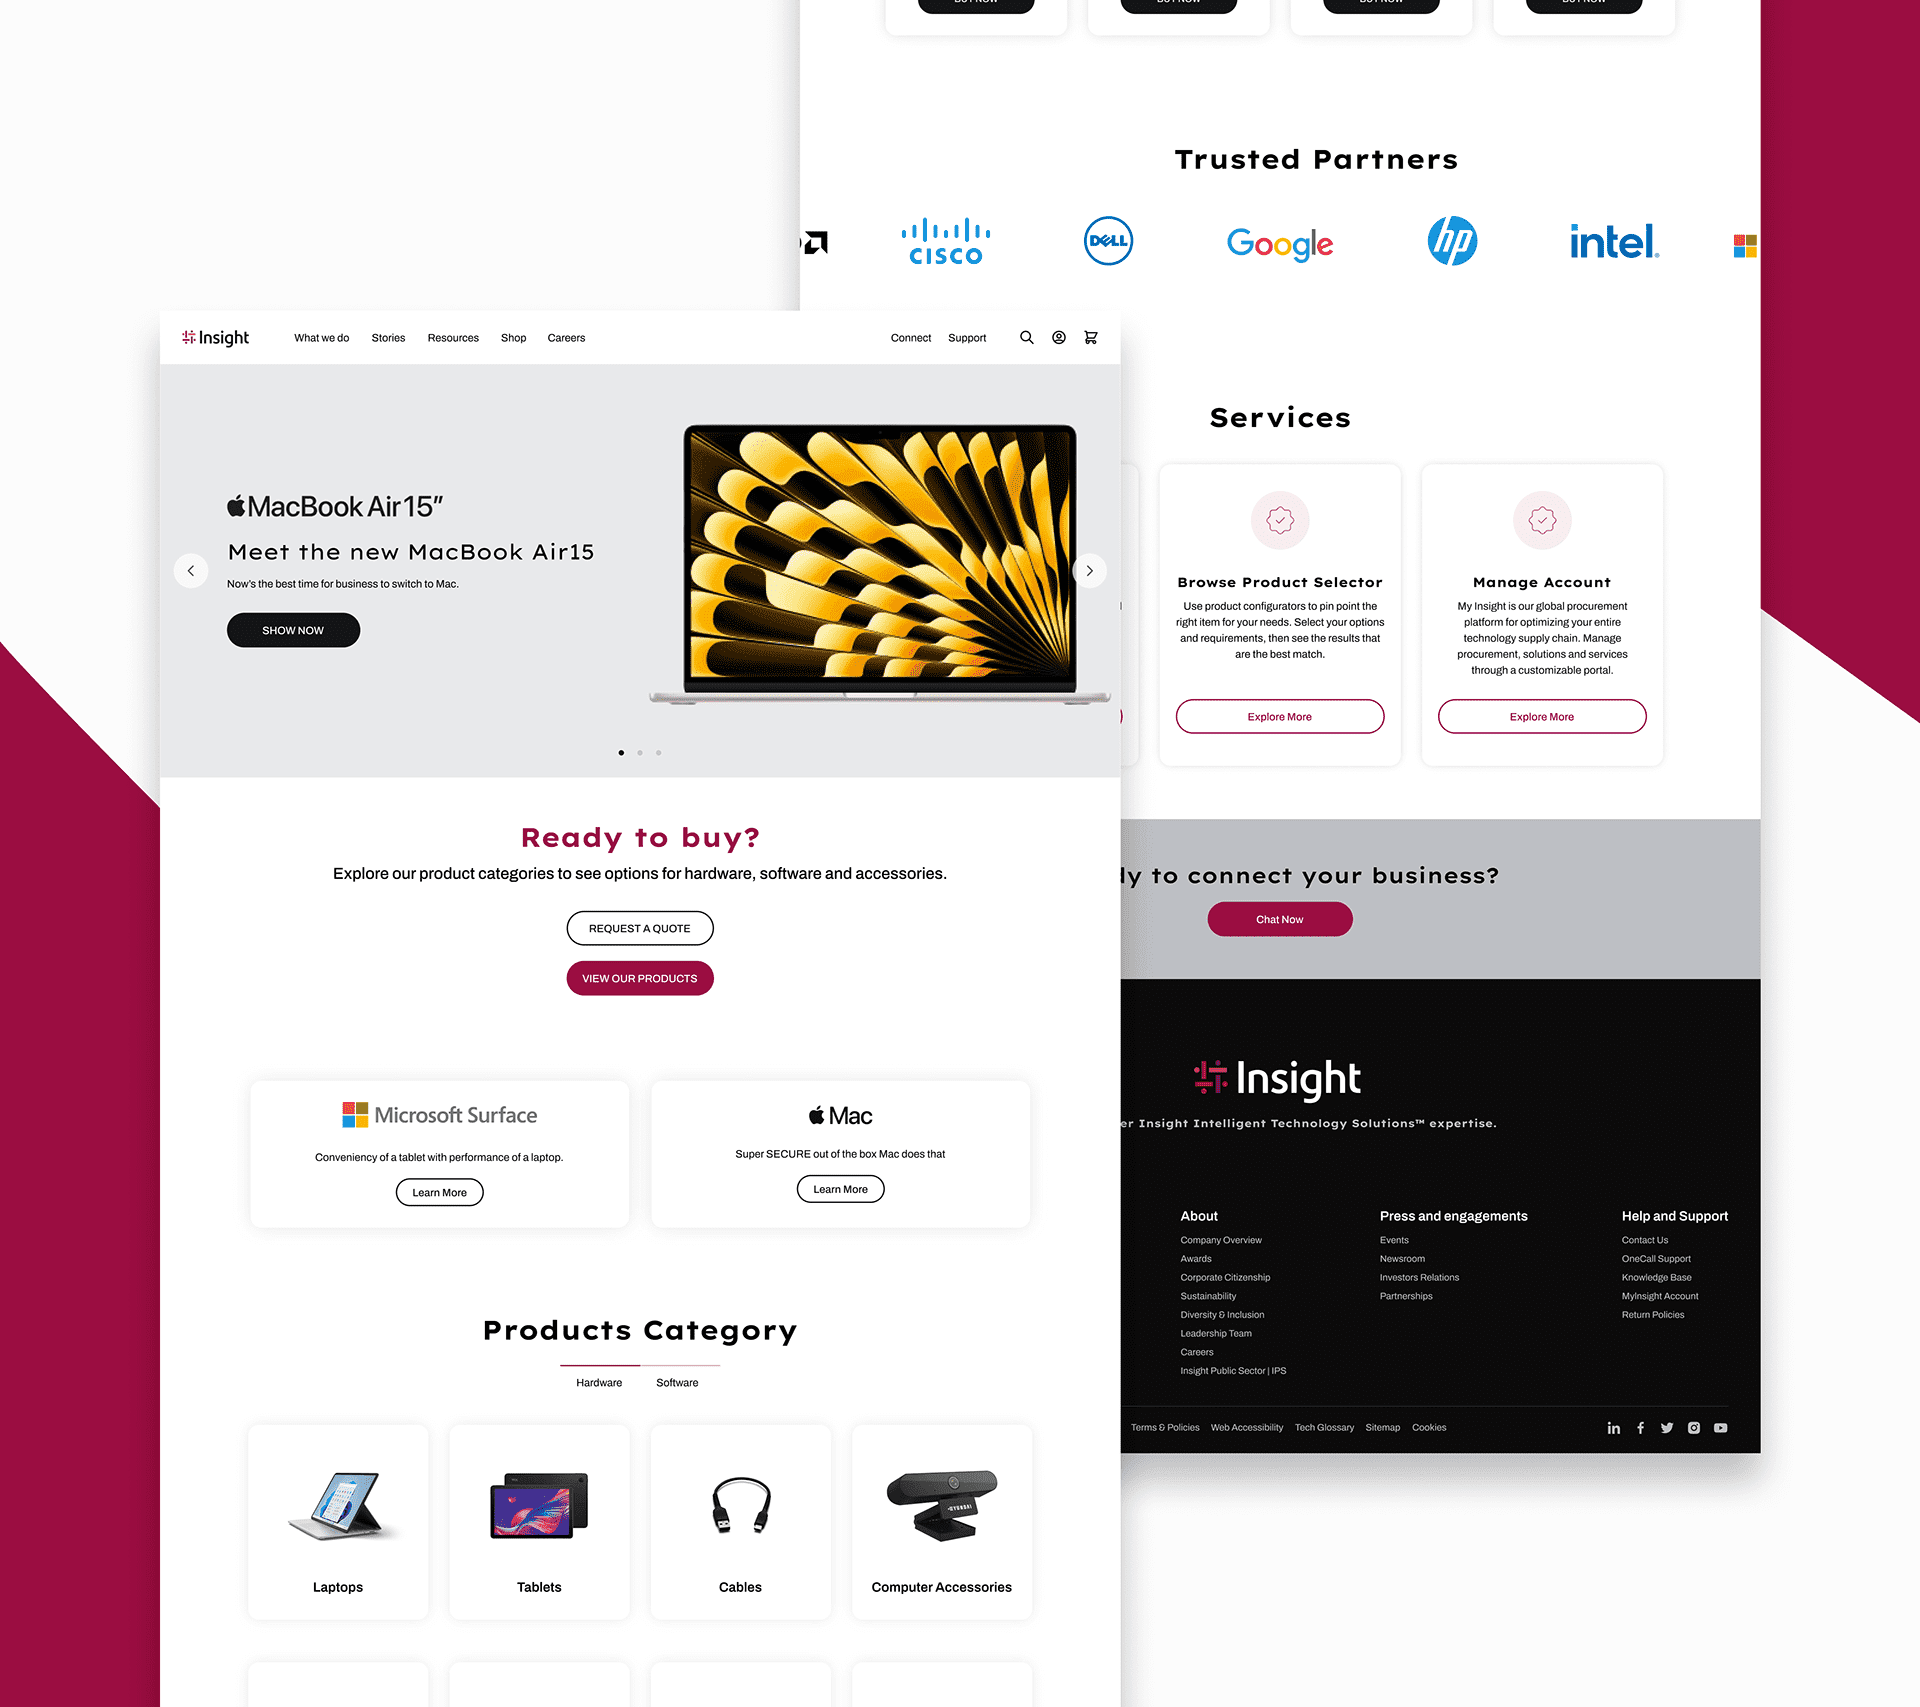 BUY NOW
BUY NOW
BUY NOW
BUY NOW
Trusted Partners
CISCO
DELL
Google
hp
intel.
Insight
What we do
Stories
Resources
Shop
Careers
Connect
Support
MacBook Air 15”
Meet the new MacBook Air15
Now’s the best time for business to switch to Mac.
SHOW NOW
Ready to buy?
Explore our product categories to see options for hardware, software and accessories.
REQUEST A QUOTE
VIEW OUR PRODUCTS
Microsoft Surface
Conveniency of a tablet with performance of a laptop.
Learn More
Mac
Super SECURE out of the box Mac does that
Learn More
Products Category
Hardware
Software
Laptops
Tablets
HYUNDAI
Cables
Computer Accessories
Services
Browse Product Selector
Use product configurators to pin point the
right item for your needs. Select your options
and requirements, then see the results that
are the best match.
Explore More
Manage Account
My Insight is our global procurement
platform for optimizing your entire
technology supply chain. Manage
procurement, solutions and services
through a customizable portal.
Explore More
dy to connect your business?
Chat Now
Insight
er Insight Intelligent Technology Solutions™ expertise.
About
Company Overview
Awards
Corporate Citizenship
Sustainability
Diversity & Inclusion
Leadership Team
Careers
Insight Public Sector | IPS
Press and engagements
Events
Newsroom
Investors Relations
Partnerships
Help and Support
Contact Us
OneCall Support
Knowledge Base
MyInsight Account
Return Policies
Terms & Policies
Web Accessibility
Tech Glossary
Sitemap
Cookies